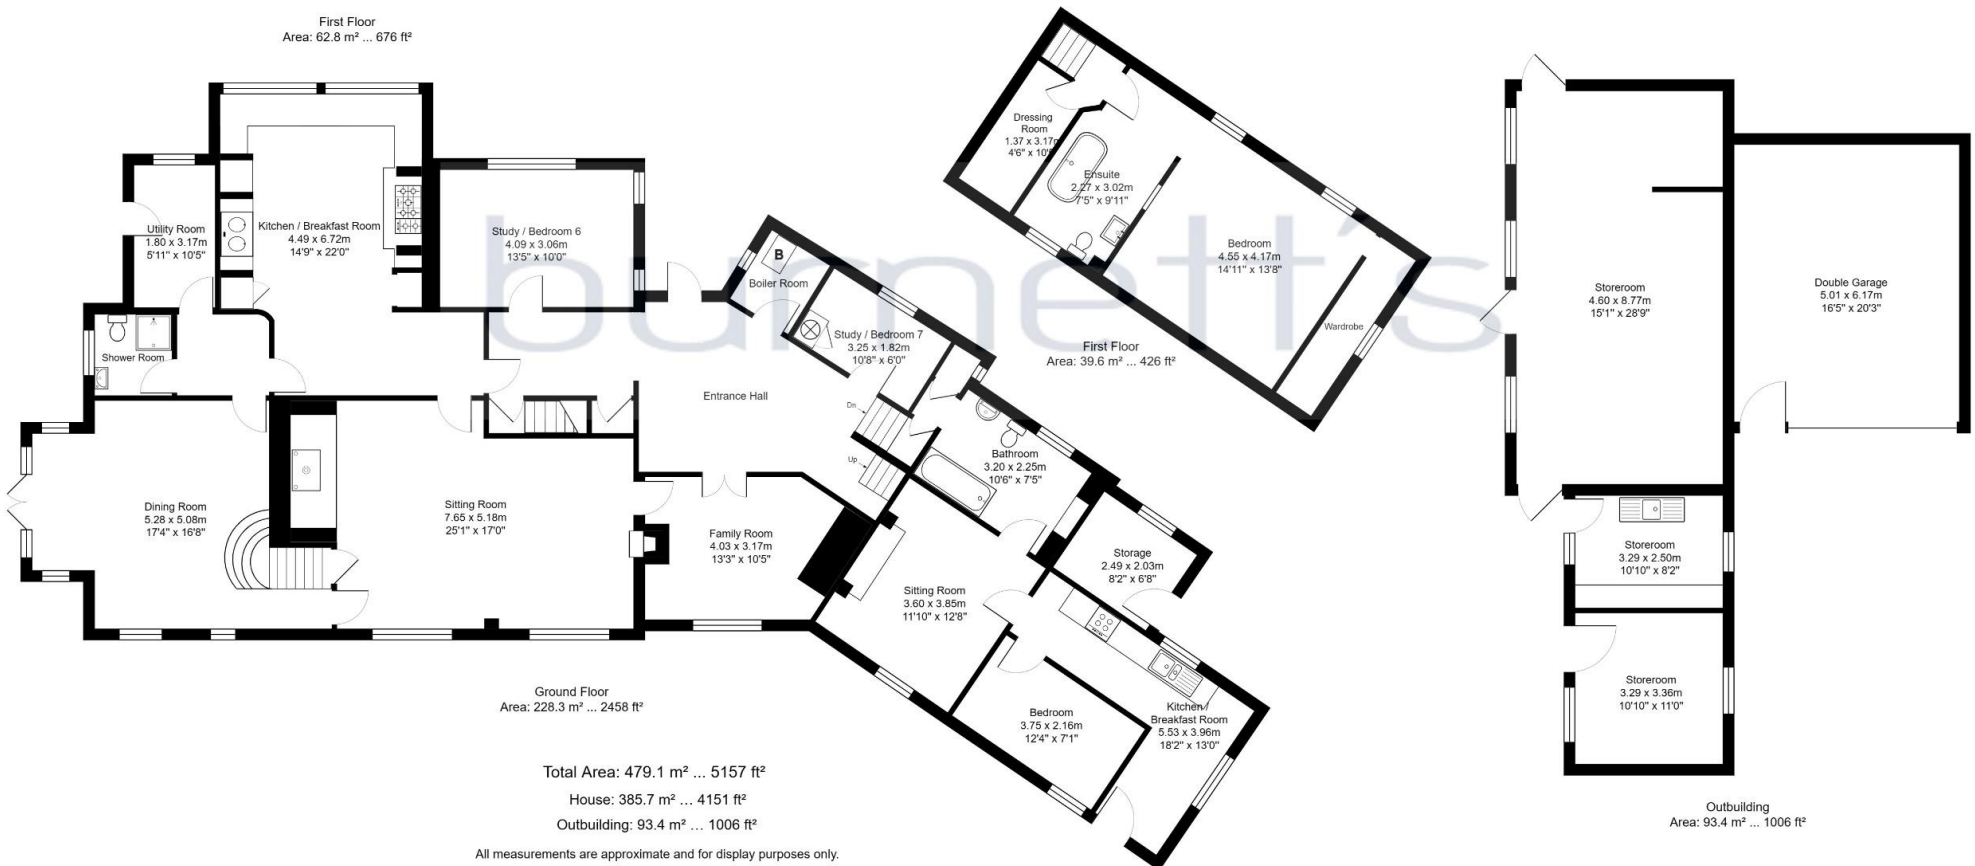 First Floor
Area: 62.8 m² ... 676 ft²
Utility Room
1.80 x 3.17m
5'11" x 10'5"
Kitchen / Breakfast Room
4.49 x 6.72m
14'9" x 22'0"
Study / Bedroom 6
4.09 x 3.06m
13'5" x 10'0"
B
Boiler Room
Study / Bedroom 7
3.25 x 1.82m
10'8" x 6'0"
Shower Room
Entrance Hall
Dn
Up
Bathroom
3.20 x 2.25m
10'6" x 7'5"
Dining Room
5.28 x 5.08m
17'4" x 16'8"
Sitting Room
7.65 x 5.18m
25'1" x 17'0"
Family Room
4.03 x 3.17m
13'3" x 10'5"
Storage
2.49 x 2.03m
8'2" x 6'8"
Sitting Room
3.60 x 3.85m
11'10" x 12'8"
Bedroom
3.75 x 2.16m
12'4" x 7'1"
Kitchen /
Breakfast Room
5.53 x 3.96m
18'2" x 13'0"
Ground Floor
Area: 228.3 m² ... 2458 ft²
Dressing
Room
1.37 x 3.17m
4'6" x 10'5"
Ensuite
2.27 x 3.02m
7'5" x 9'11"
Bedroom
4.55 x 4.17m
14'11" x 13'8"
Wardrobe
First Floor
Area: 39.6 m² ... 426 ft²
burnett's
Storeroom
4.60 x 8.77m
15'1" x 28'9"
Double Garage
5.01 x 6.17m
16'5" x 20'3"
Storeroom
3.29 x 2.50m
10'10" x 8'2"
Storeroom
3.29 x 3.36m
10'10" x 11'0"
Outbuilding
Area: 93.4 m² ... 1006 ft²
Total Area: 479.1 m² ... 5157 ft²
House: 385.7 m² ... 4151 ft²
Outbuilding: 93.4 m² ... 1006 ft²
All measurements are approximate and for display purposes only.